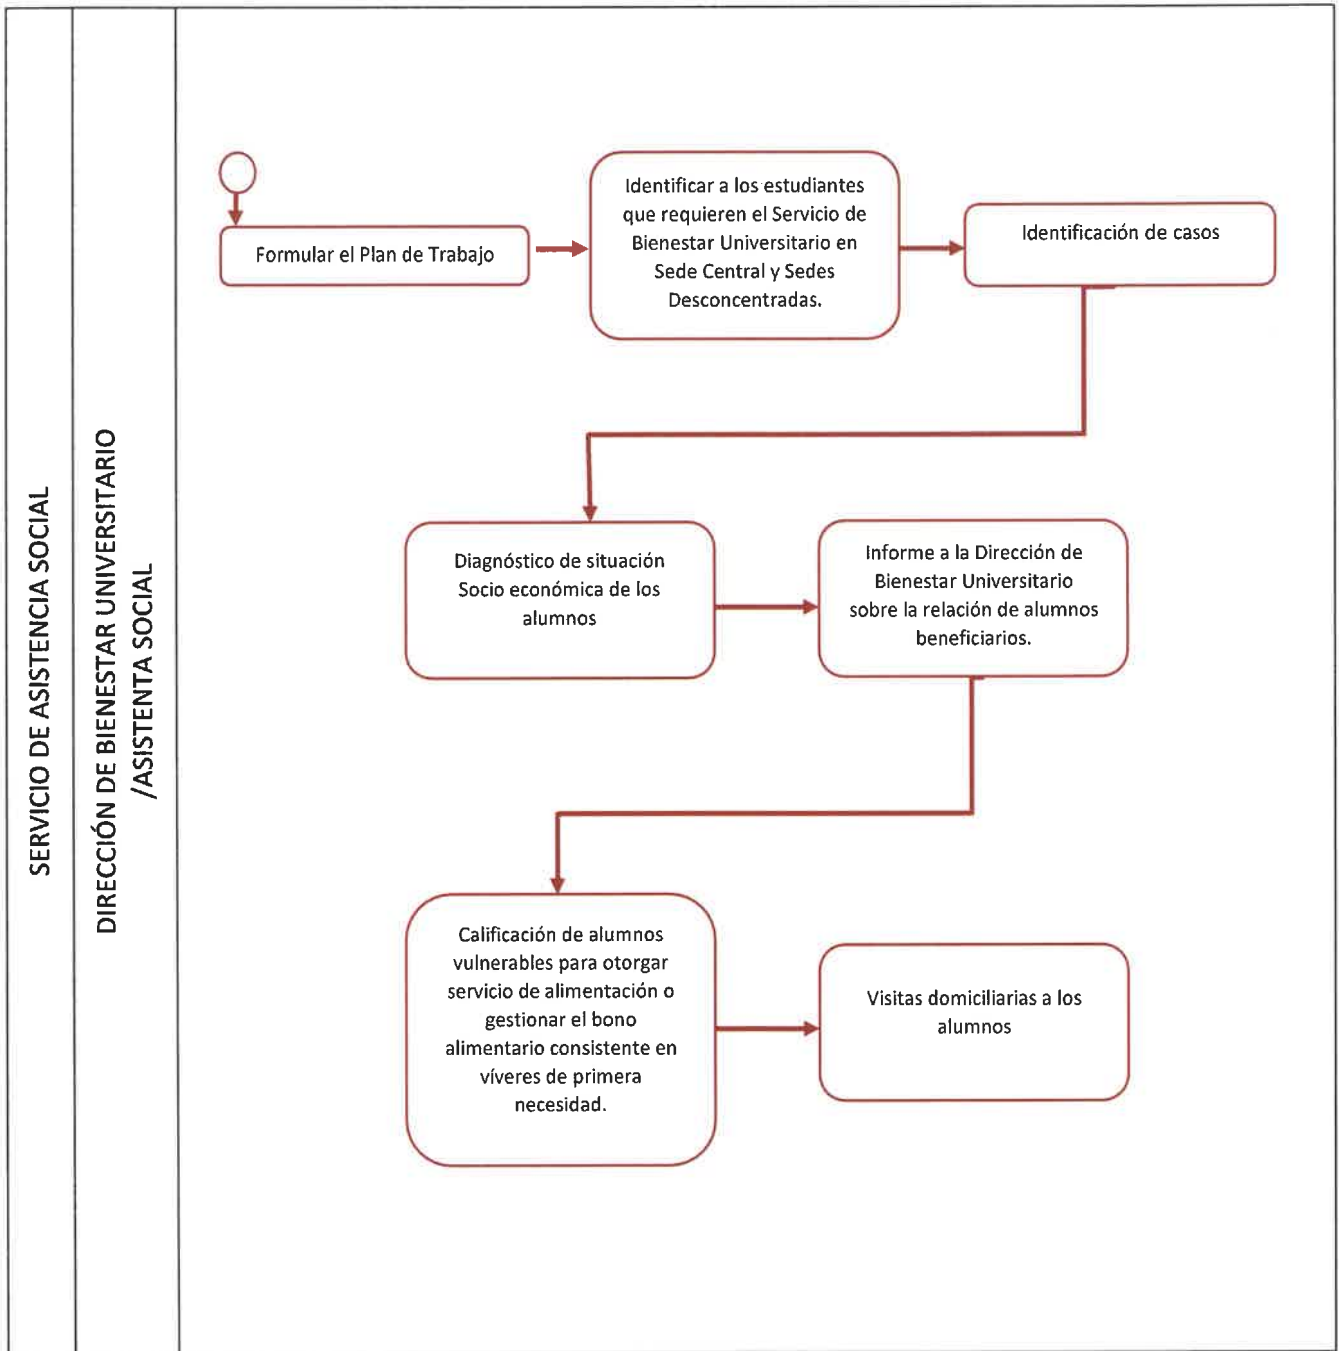 SERVICIO DE ASISTENCIA SOCIAL
DIRECCIÓN DE BIENESTAR UNIVERSITARIO
/ASISTENTA SOCIAL
Formular el Plan de Trabajo
Identificar a los estudiantes
que requieren el Servicio de
Bienestar Universitario en
Sede Central y Sedes
Desconcentradas.
Identificación de casos
Diagnóstico de situación
Socio económica de los
alumnos
Informe a la Dirección de
Bienestar Universitario
sobre la relación de alumnos
beneficiarios.
Calificación de alumnos
vulnerables para otorgar
servicio de alimentación o
gestionar el bono
alimentario consistente en
víveres de primera
necesidad.
Visitas domiciliarias a los
alumnos